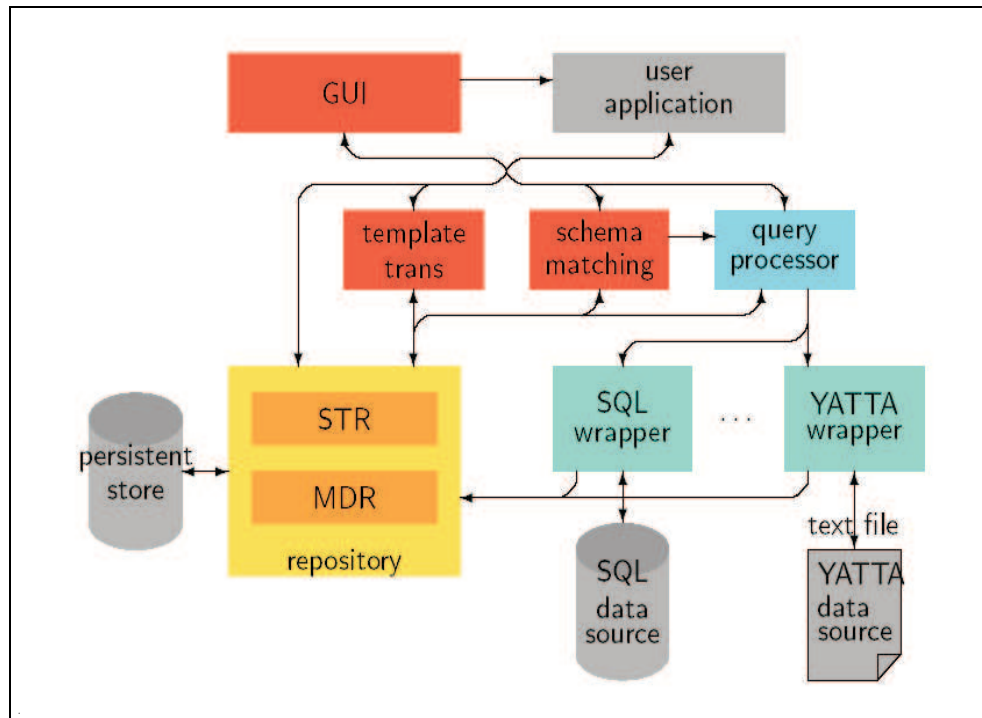 GUI
user
application
template
trans
schema
matching
query
processor
STR
MDR
repository
persistent
store
SQL
wrapper
. . .
YATTA
wrapper
text file
SQL
data
source
YATTA
data
source